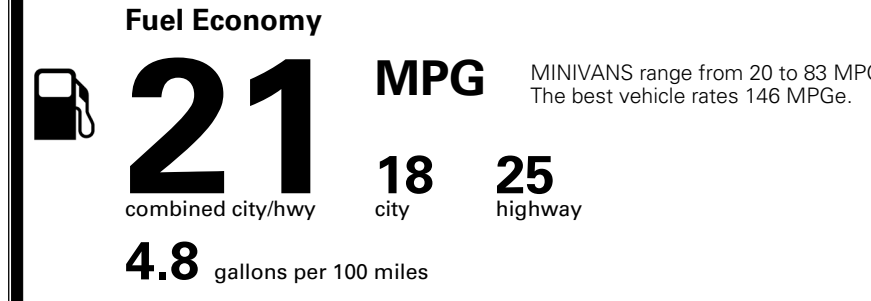 Fuel Economy
21 MPG
MINIVANS range from 20 to 83 MPG
The best vehicle rates 146 MPGe.
18 25
combined city/hwy city highway
4.8 gallons per 100 miles